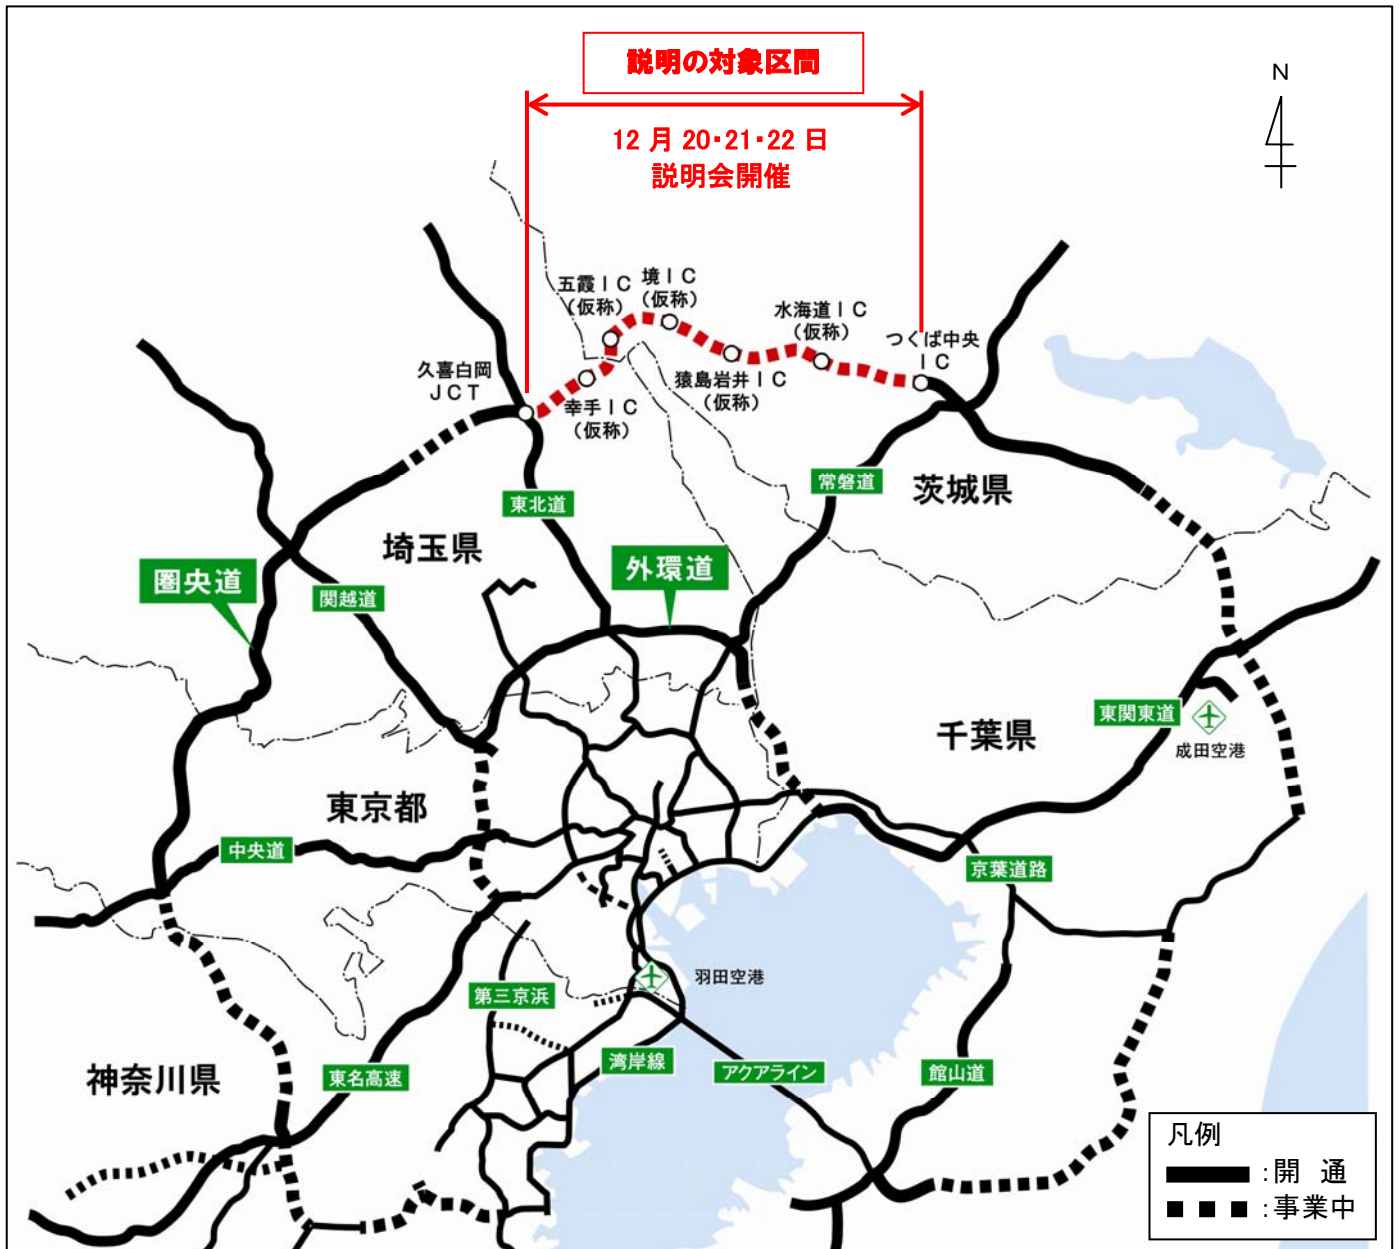 説明の対象区間
12 月 20・21・22 日
説明会開催
N
五霞ＩＣ
（仮称）
境ＩＣ
（仮称）
水海道ＩＣ
（仮称）
つくば中央
ＩＣ
久喜白岡
ＪＣＴ
幸手ＩＣ
（仮称）
猿島岩井ＩＣ
（仮称）
常磐道
茨城県
東北道
埼玉県
外環道
圏央道
関越道
千葉県
東関東道
成田空港
東京都
中央道
京葉道路
羽田空港
第三京浜
湾岸線
アクアライン
館山道
神奈川県
東名高速
凡例
：開　通
：事業中